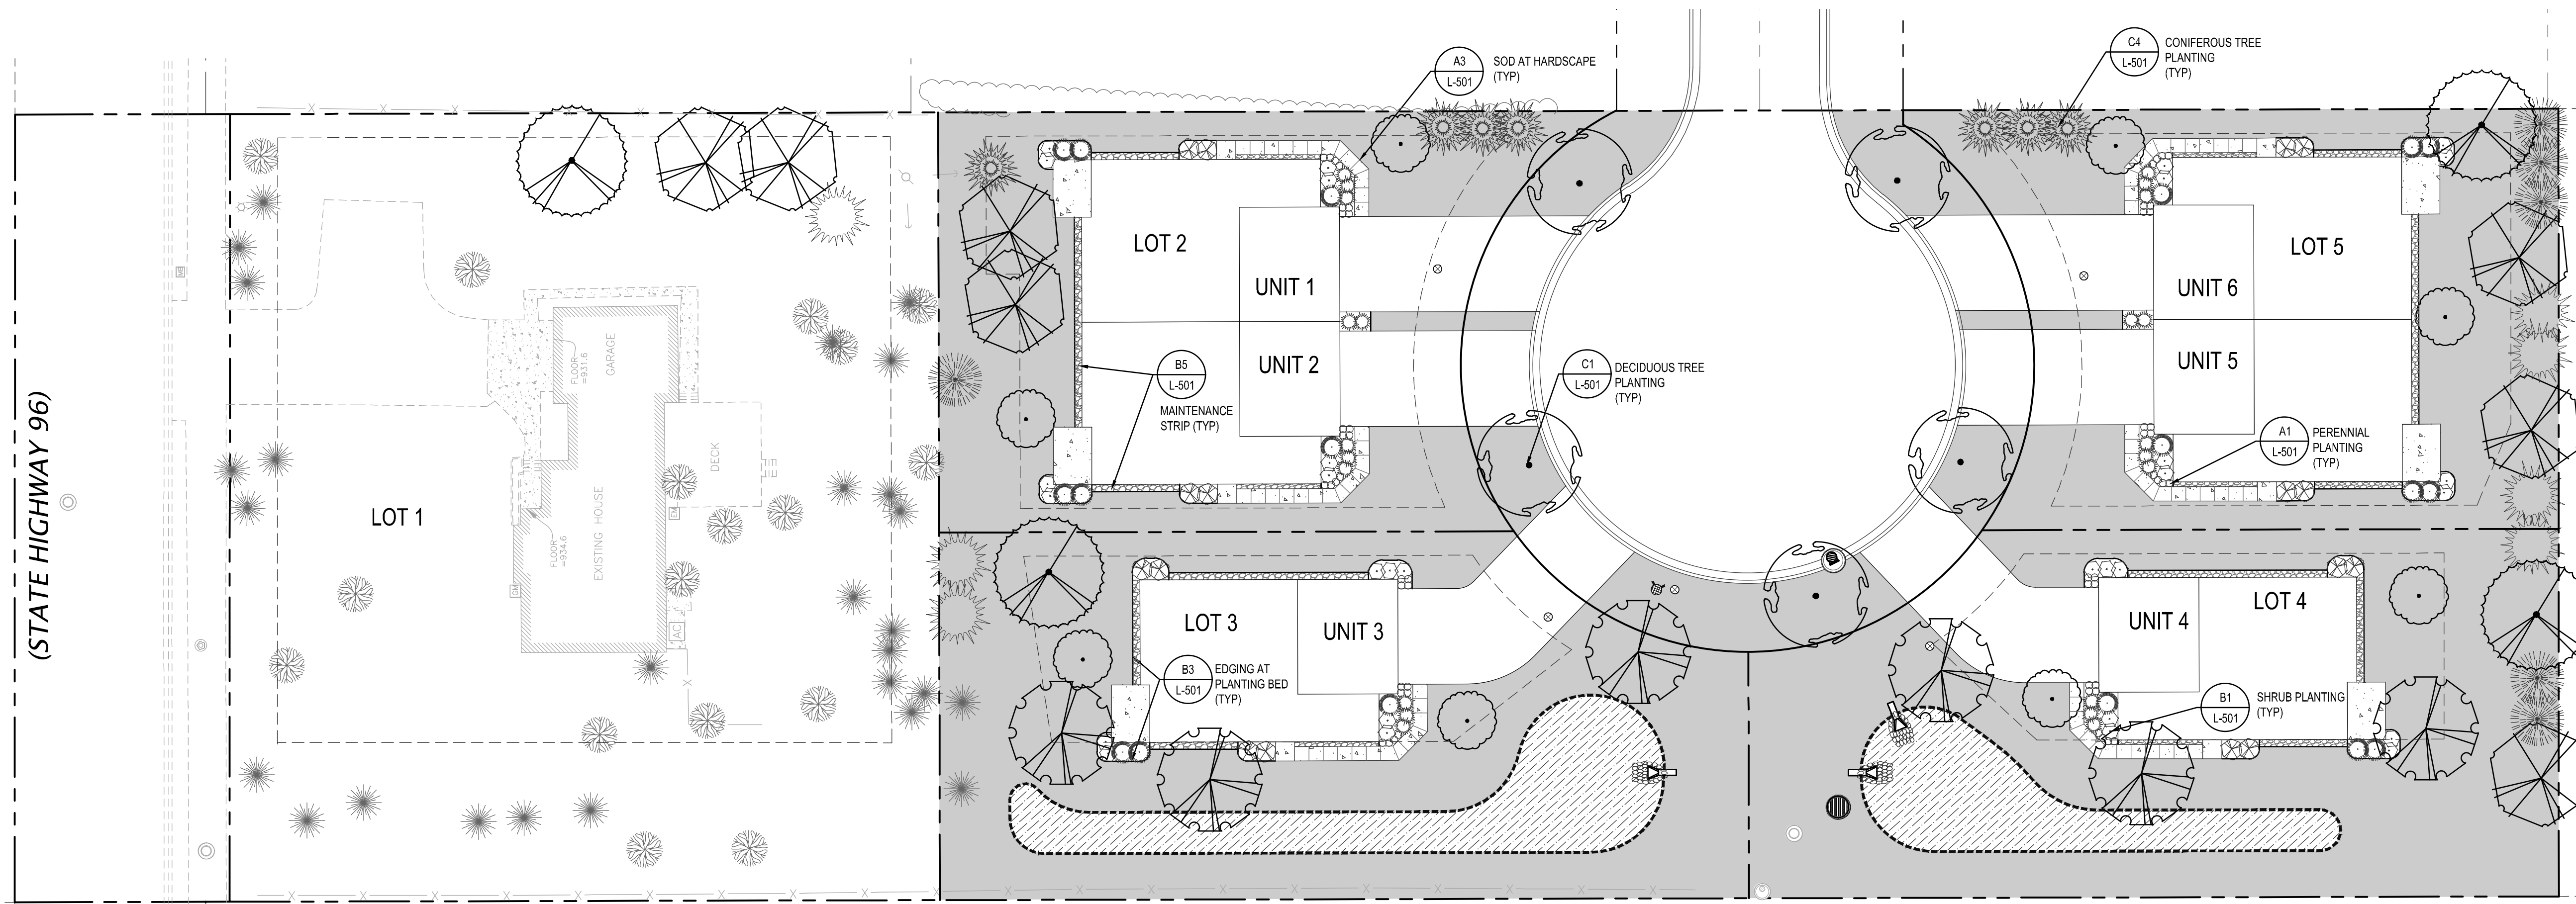 A3
L-501
SOD AT HARDSCAPE
(TYP)
C4
L-501
CONIFEROUS TREE
PLANTING
(TYP)
LOT 2
LOT 5
UNIT 1
UNIT 6
UNIT 2
UNIT 5
B5
L-501
MAINTENANCE
STRIP (TYP)
C1
L-501
DECIDUOUS TREE
PLANTING
(TYP)
A1
L-501
PERENNIAL
PLANTING
(TYP)
(STATE HIGHWAY 96)
LOT 1
GARAGE
FLOOR
=931.6
DECK
EXISTING HOUSE
FLOOR
=934.6
EM
GM
AC
LOT 3
UNIT 3
UNIT 4
LOT 4
B3
L-501
EDGING AT
PLANTING BED
(TYP)
B1
L-501
SHRUB PLANTING
(TYP)